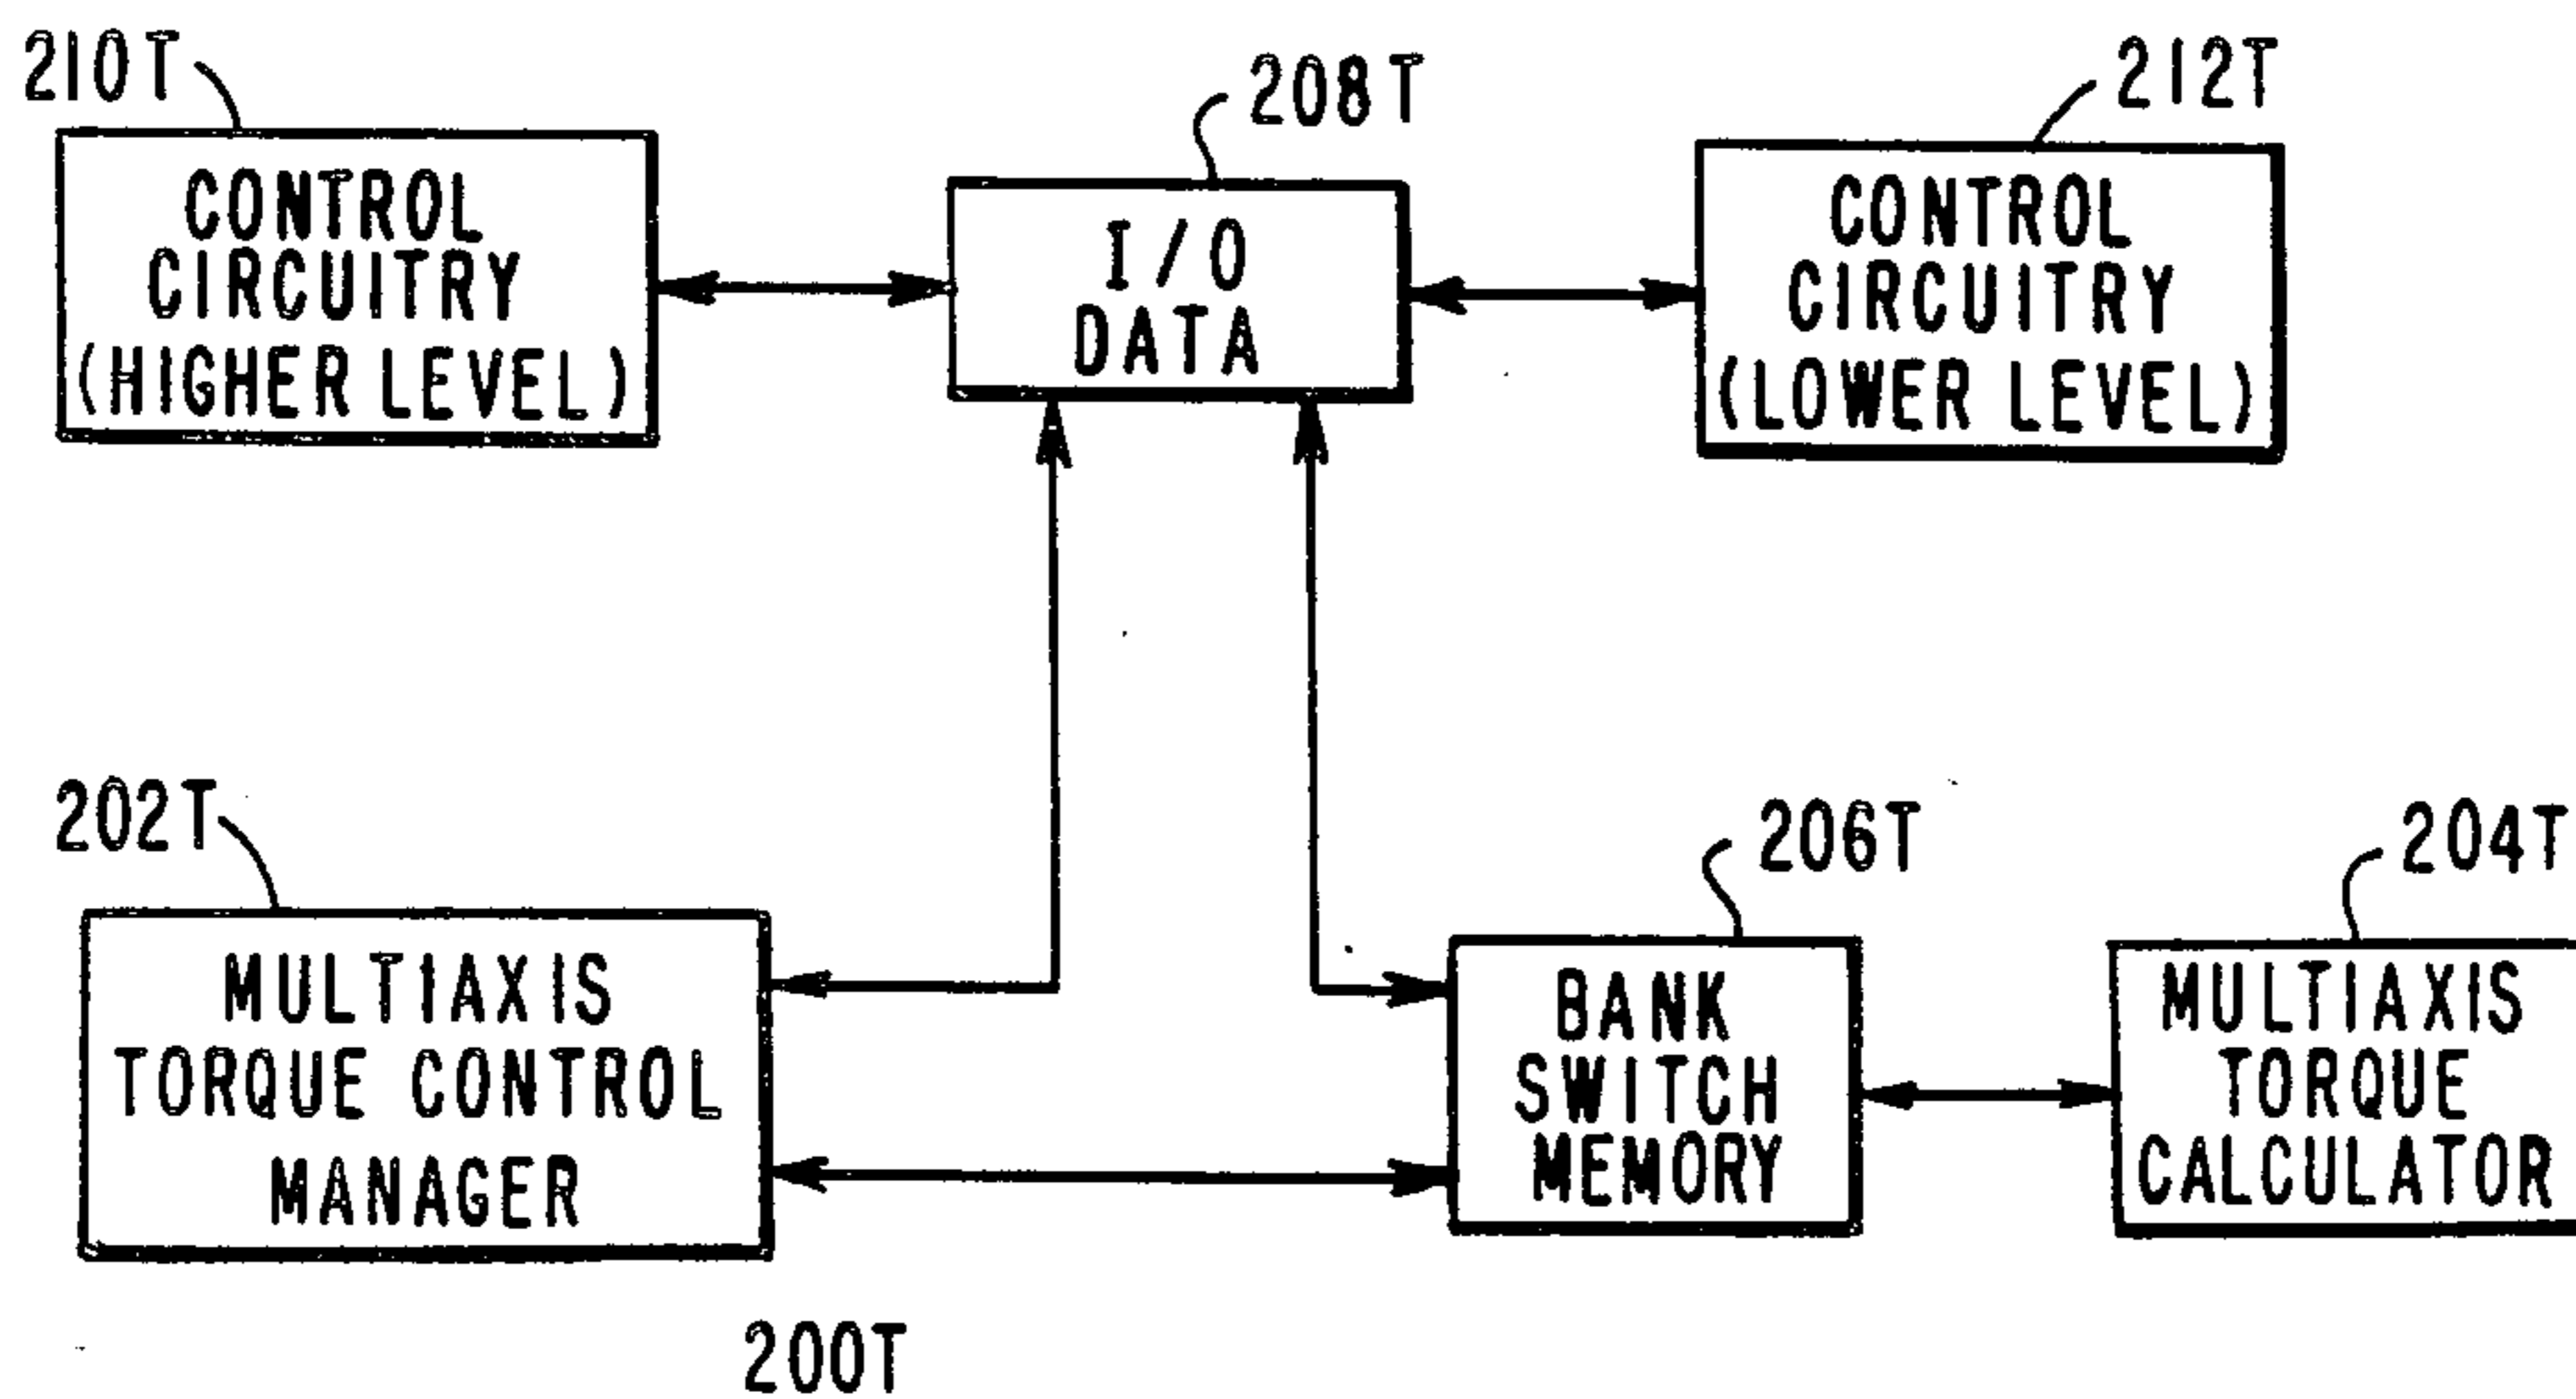 210T
208T
212T
CONTROL
CIRCUITRY
(HIGHER LEVEL)
I/O
DATA
CONTROL
CIRCUITRY
(LOWER LEVEL)
202T
206T
204T
MULTIAXIS
TORQUE CONTROL
MANAGER
BANK
SWITCH
MEMORY
MULTIAXIS
TORQUE
CALCULATOR
200T